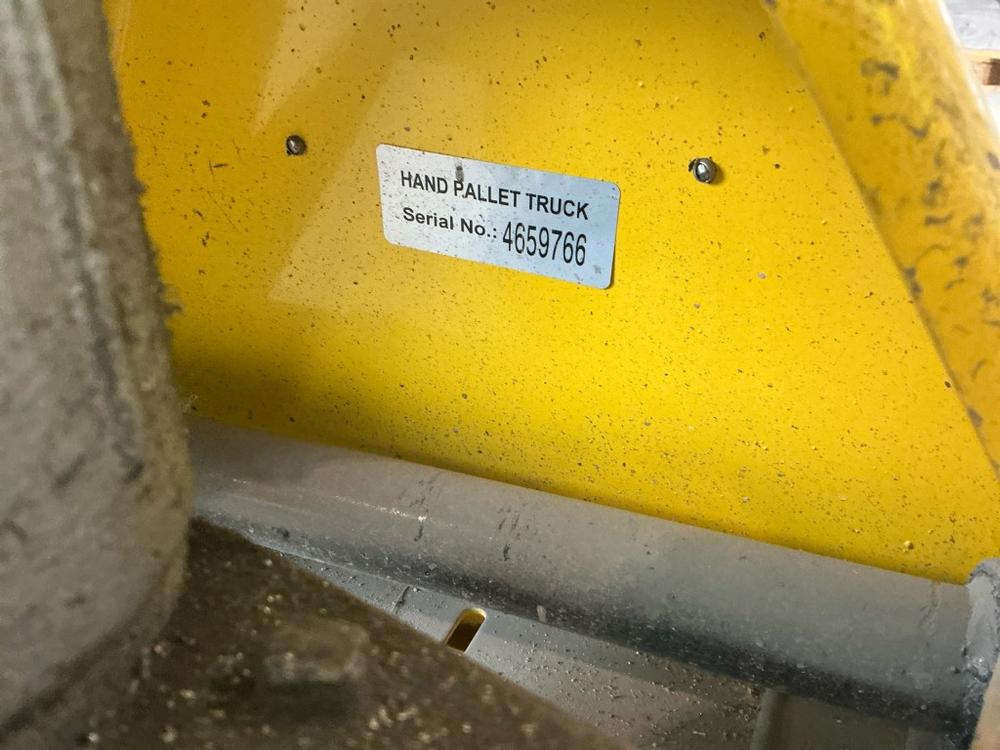 HAND PALLET TRUCK
Serial No.: 4659766